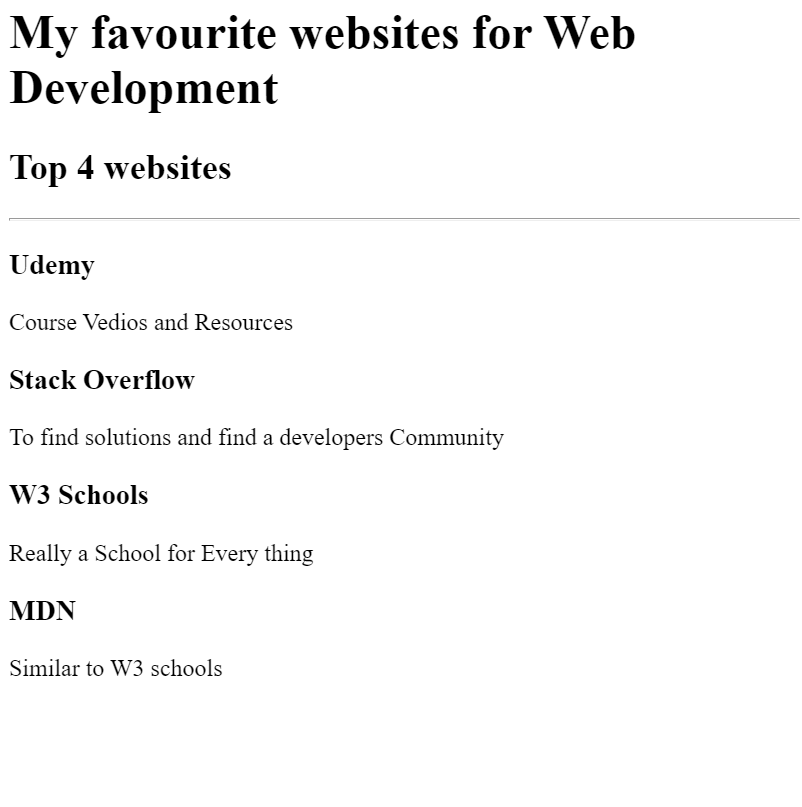 My favourite websites for Web
Development
Top 4 websites
Udemy
Course Vedios and Resources
Stack Overflow
To find solutions and find a developers Community
W3 Schools
Really a School for Every thing
MDN
Similar to W3 schools